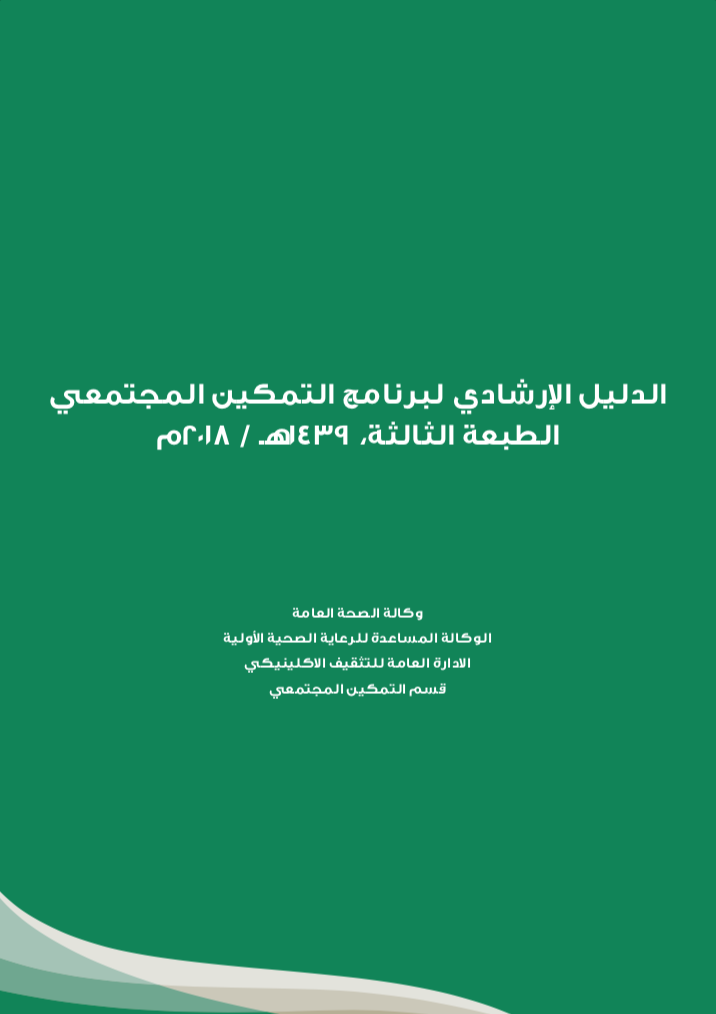 الدليل الإرشادي لبرنامج التمكين المجتمعي
الطبعة الثالثة، ١٤٣٩هـ / ٢٠١٨م
وكالة الصحة العامة
الوكالة المساعدة للرعاية الصحية الأولية
الادارة العامة للتثقيف الاكلينيكي
قسم التمكين المجتمعي